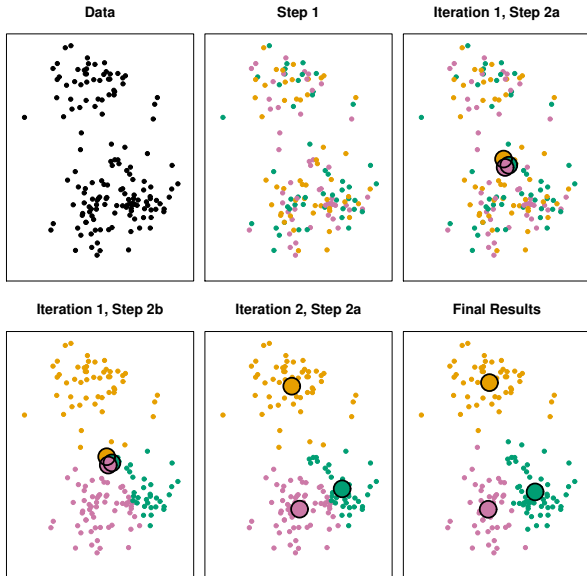 Data
Step 1
Iteration 1, Step 2a
Iteration 1, Step 2b
Iteration 2, Step 2a
Final Results